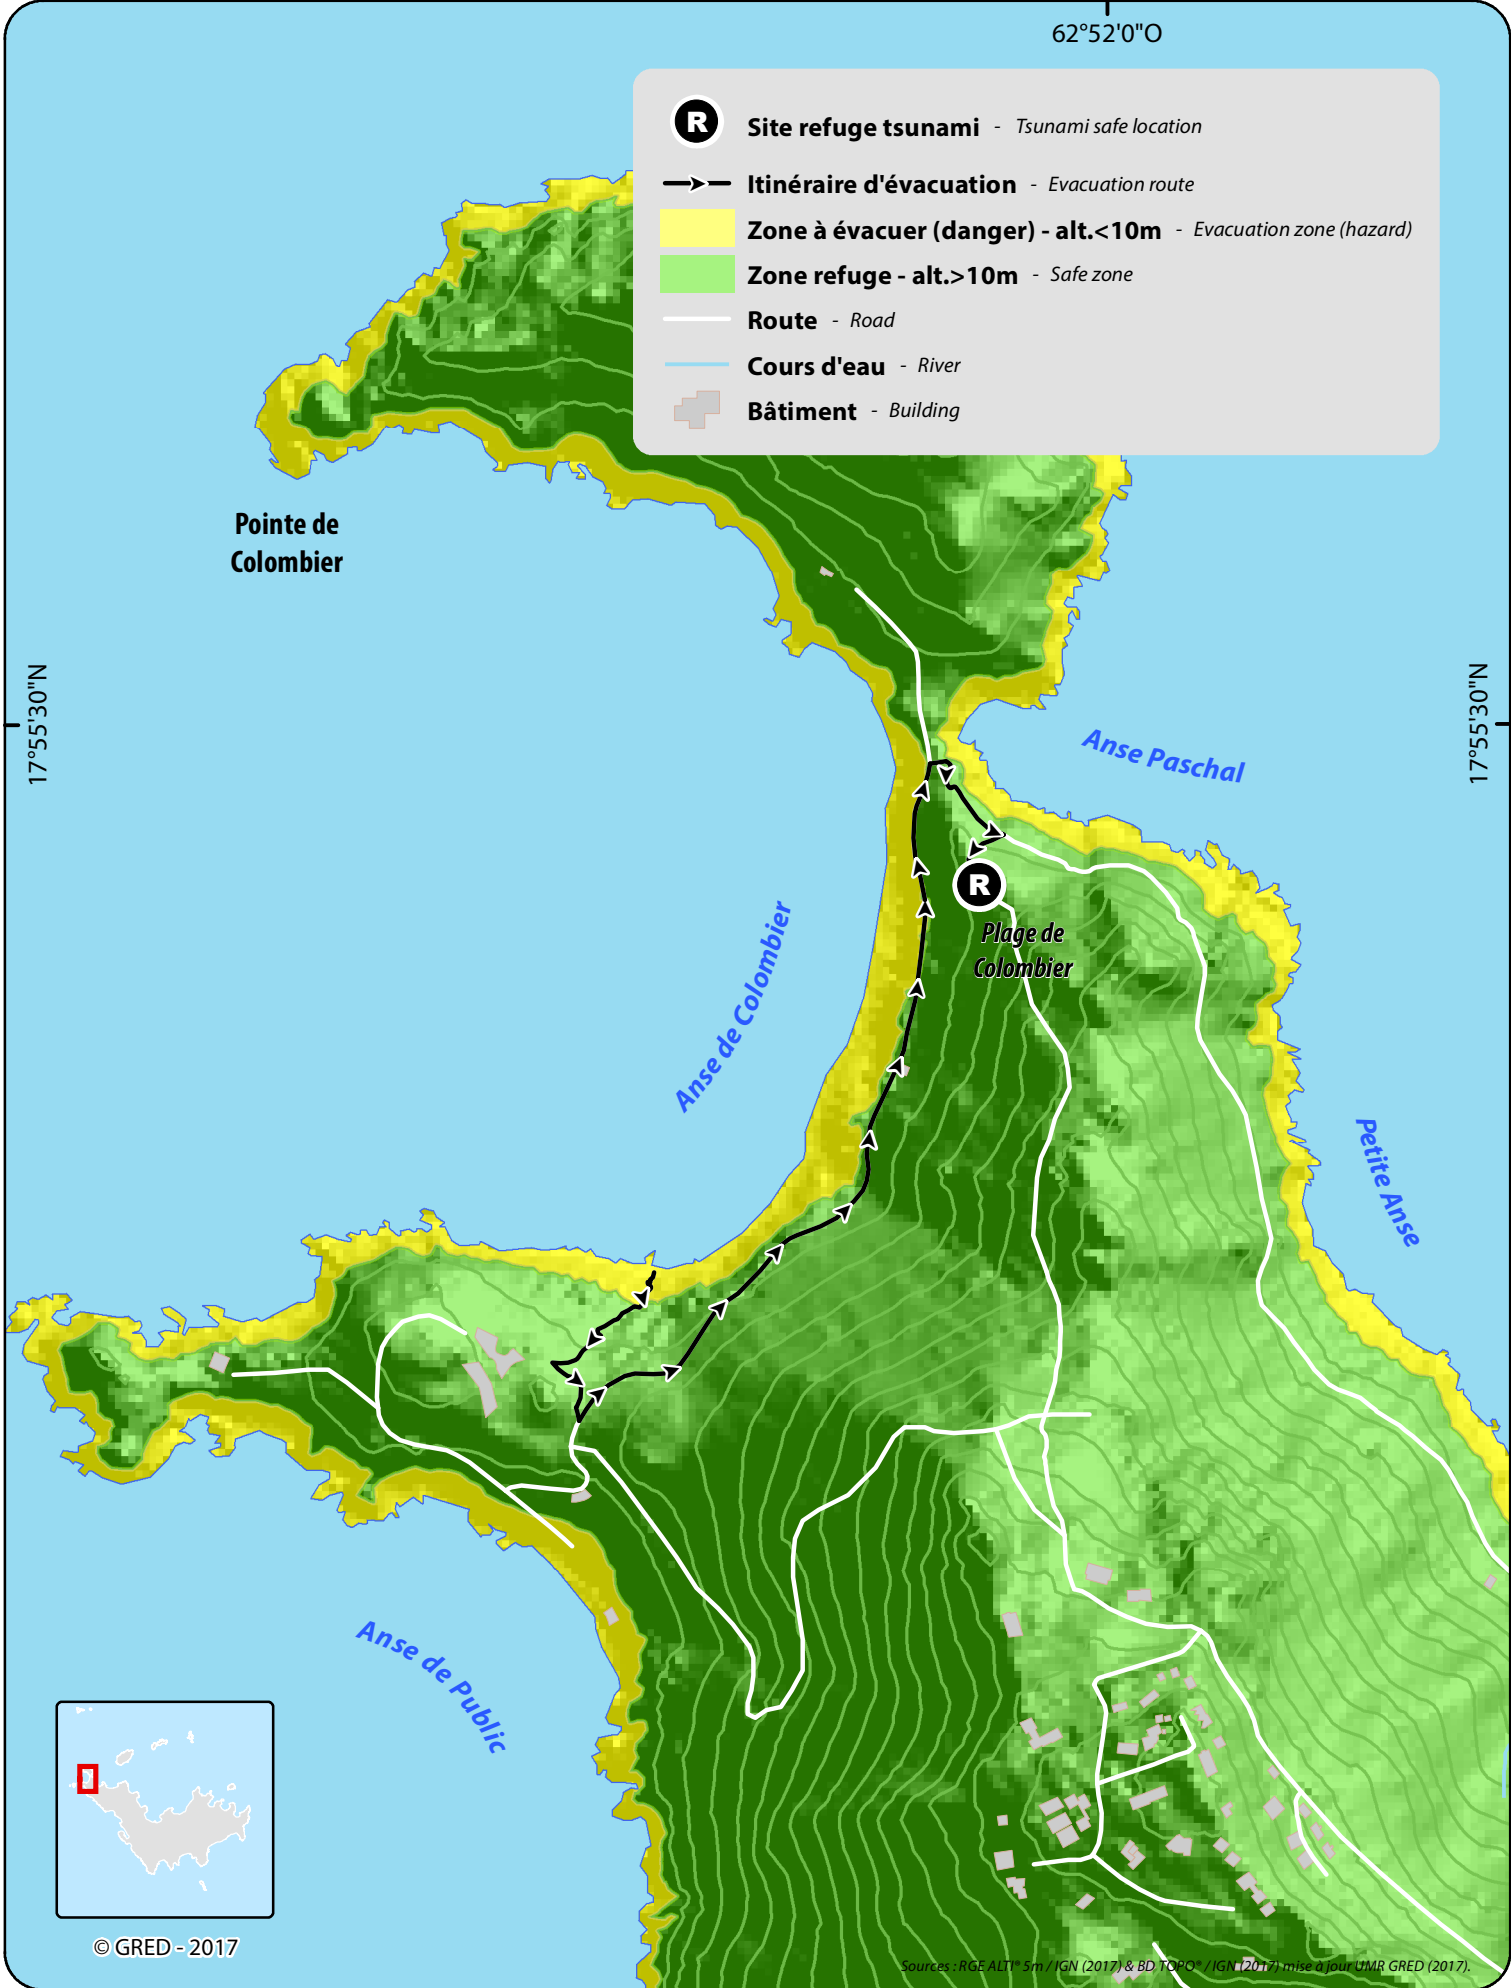 62°52'0"O
R Site refuge tsunami - Tsunami safe location
Itinéraire d'évacuation - Evacuation route
Zone à évacuer (danger) - alt.<10m - Evacuation zone (hazard)
Zone refuge - alt.>10m - Safe zone
Route - Road
Cours d'eau - River
Bâtiment - Building
Pointe de
Colombier
17°55'30"N
17°55'30"N
Anse Paschal
R
Plage de
Colombier
Anse de Colombier
Petite Anse
Anse de Public
© GRED - 2017
Sources : RGE ALTI® 5m / IGN (2017) & BD TOPO® / IGN (2017) mise à jour UMR GRED (2017).